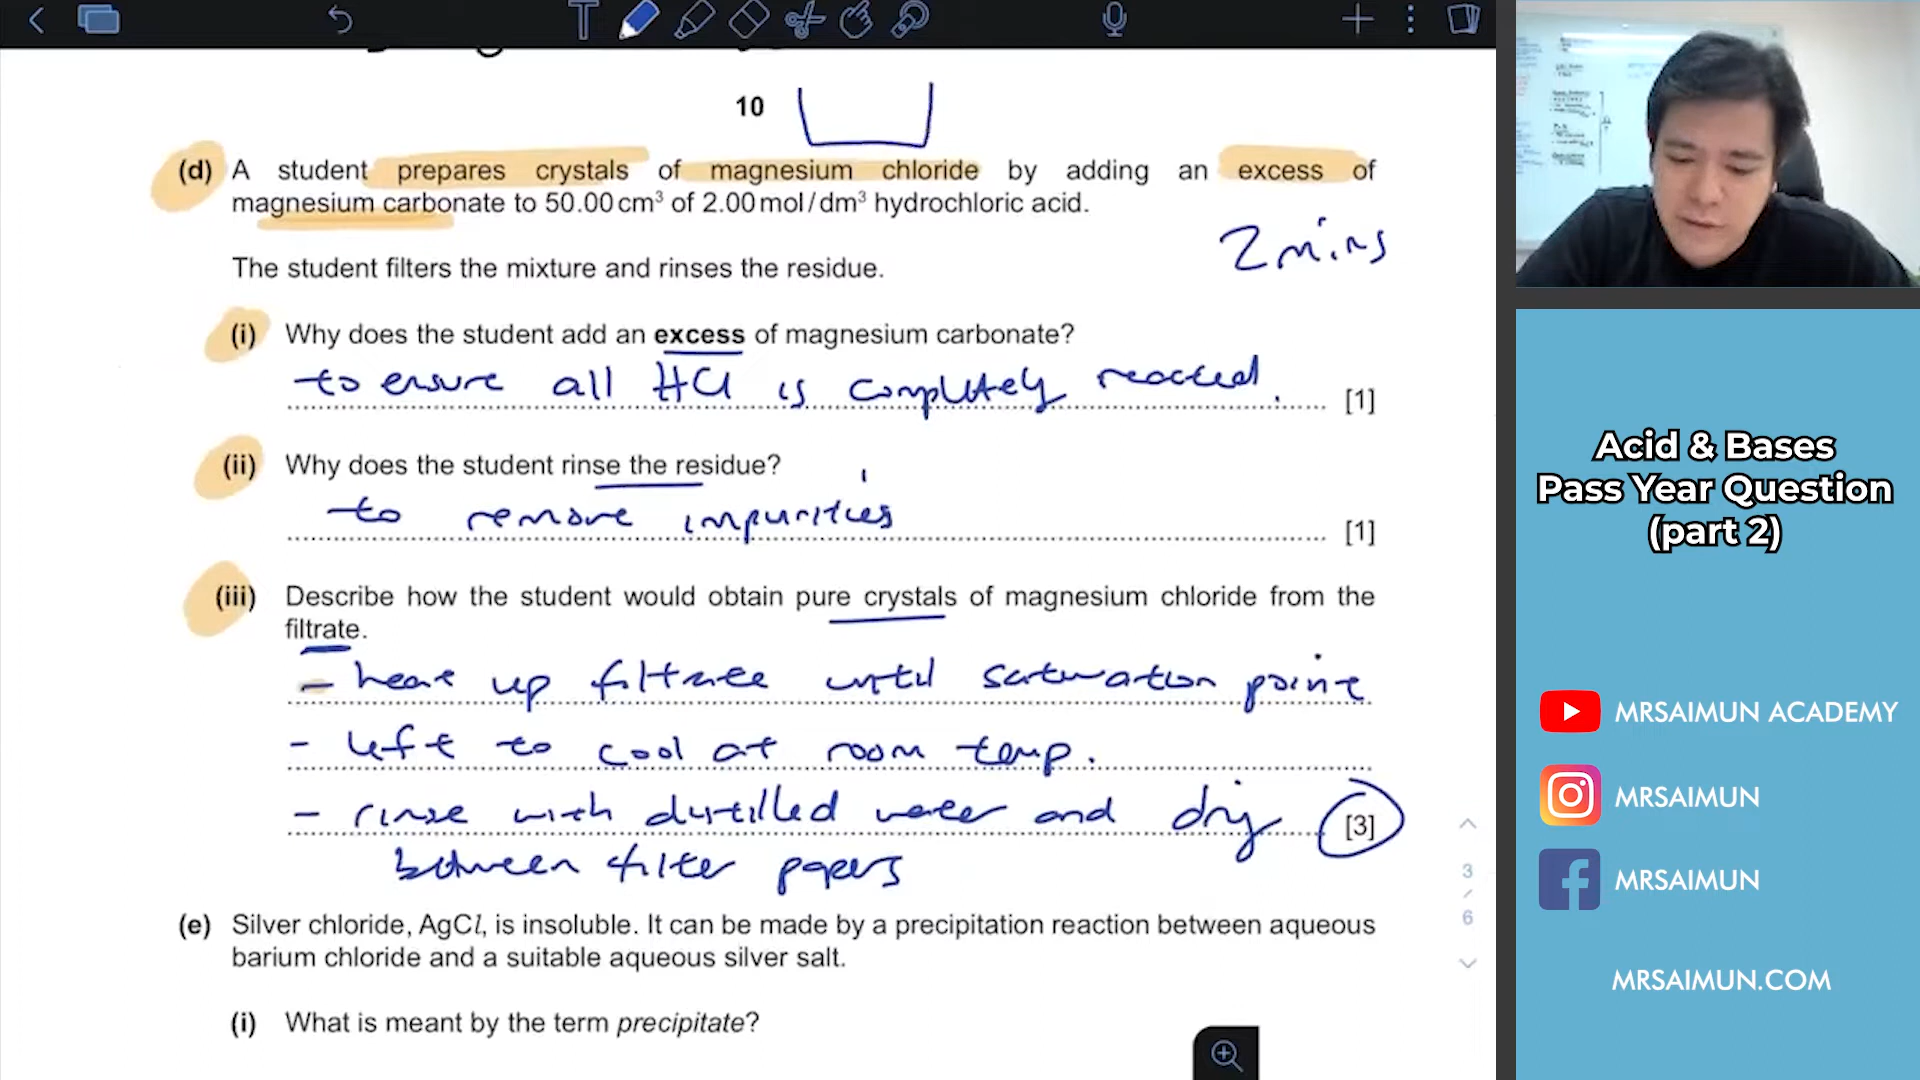 10
(d) A student prepares crystals of magnesium chloride by adding an excess of
magnesium carbonate to 50.00 cm³ of 2.00 mol/dm³ hydrochloric acid.
2 mins
The student filters the mixture and rinses the residue.
(i) Why does the student add an excess of magnesium carbonate?
to ensure all HCl is completely reacted. [1]
(ii) Why does the student rinse the residue?
to remove impurities [1]
(iii) Describe how the student would obtain pure crystals of magnesium chloride from the
filtrate.
- heat up filtrate until saturation point
- left to cool at room temp.
- rinse with distilled water and dry [3]
between filter papers
(e) Silver chloride, AgCl, is insoluble. It can be made by a precipitation reaction between aqueous
barium chloride and a suitable aqueous silver salt.
(i) What is meant by the term precipitate?
3
/
6
Acid & Bases
Pass Year Question
(part 2)
MRSAIMUN ACADEMY
MRSAIMUN
MRSAIMUN
MRSAIMUN.COM